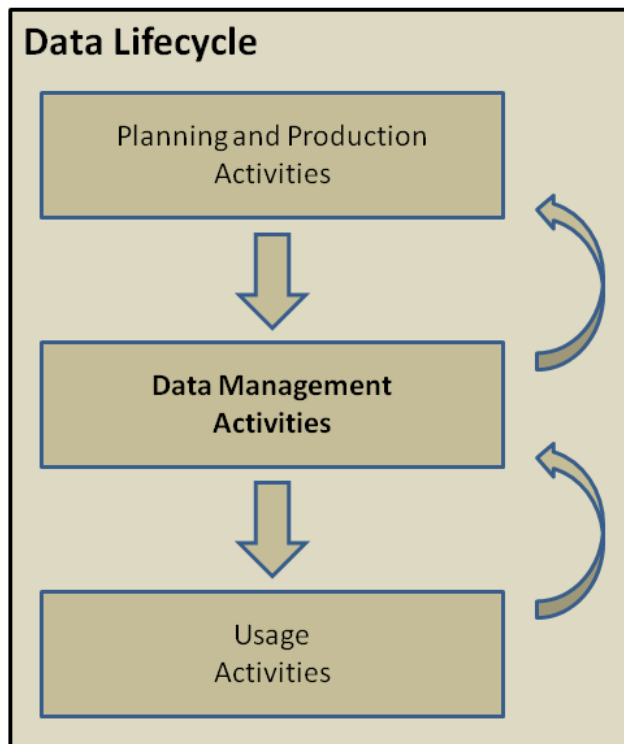 Data Lifecycle
Planning and Production
Activities
Data Management
Activities
Usage
Activities